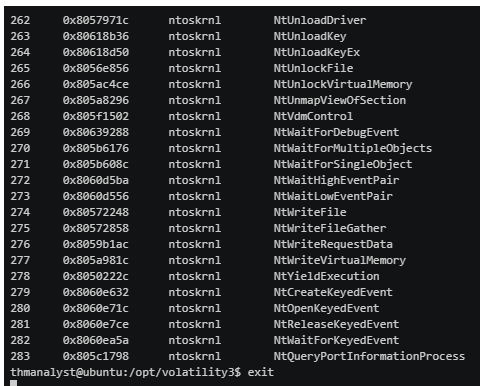 262 0x8057971c ntoskrnl NtUnloadDriver
263 0x80618b36 ntoskrnl NtUnloadKey
264 0x80618d50 ntoskrnl NtUnloadKeyEx
265 0x8056e856 ntoskrnl NtUnlockFile
266 0x805ac4ce ntoskrnl NtUnlockVirtualMemory
267 0x805a8296 ntoskrnl NtUnmapViewOfSection
268 0x805f1502 ntoskrnl NtVdmControl
269 0x80639288 ntoskrnl NtWaitForDebugEvent
270 0x805b6176 ntoskrnl NtWaitForMultipleObjects
271 0x805b608c ntoskrnl NtWaitForSingleObject
272 0x8060d5ba ntoskrnl NtWaitHighEventPair
273 0x8060d556 ntoskrnl NtWaitLowEventPair
274 0x80572248 ntoskrnl NtWriteFile
275 0x80572858 ntoskrnl NtWriteFileGather
276 0x8059b1ac ntoskrnl NtWriteRequestData
277 0x805a981c ntoskrnl NtWriteVirtualMemory
278 0x8050222c ntoskrnl NtYieldExecution
279 0x8060e632 ntoskrnl NtCreateKeyedEvent
280 0x8060e71c ntoskrnl NtOpenKeyedEvent
281 0x8060e7ce ntoskrnl NtReleaseKeyedEvent
282 0x8060ea5a ntoskrnl NtWaitForKeyedEvent
283 0x805c1798 ntoskrnl NtQueryPortInformationProcess
thmanalyst@ubuntu:/opt/volatility3$ exit